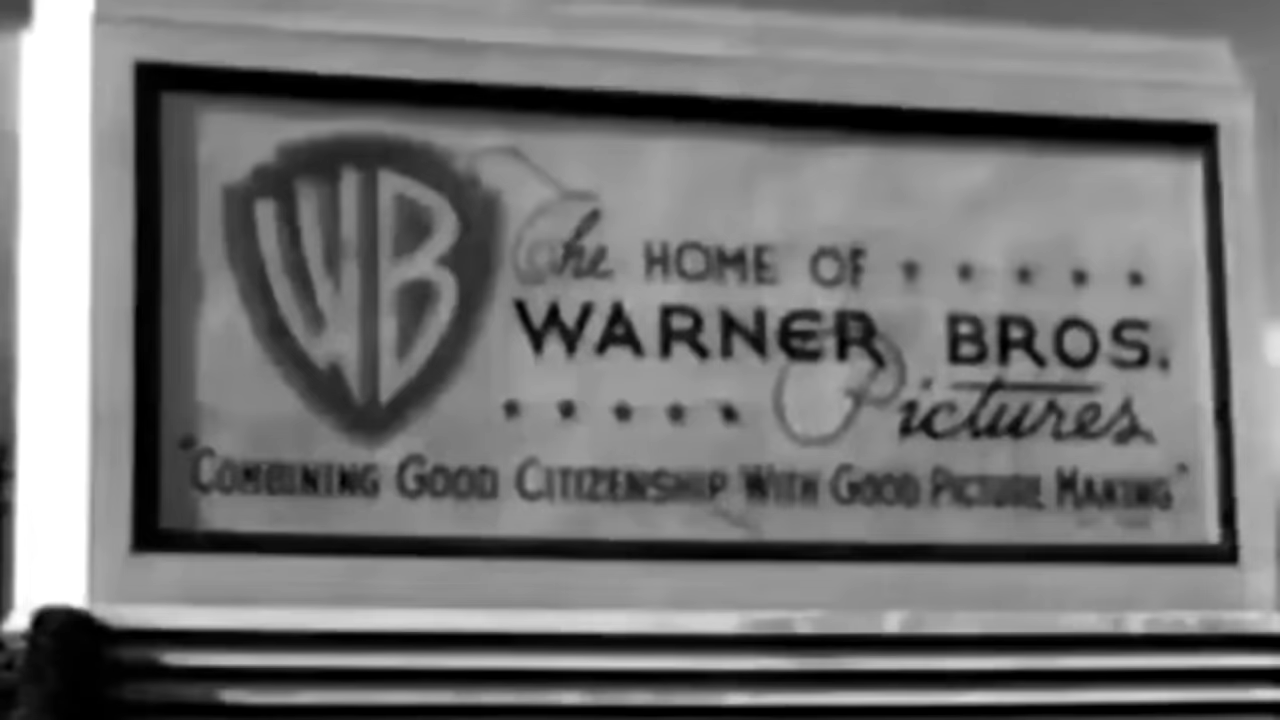 WB
The HOME OF . . . . .
WARNER BROS.
. . . . . Pictures
"COMBINING GOOD CITIZENSHIP WITH GOOD PICTURE MAKING"